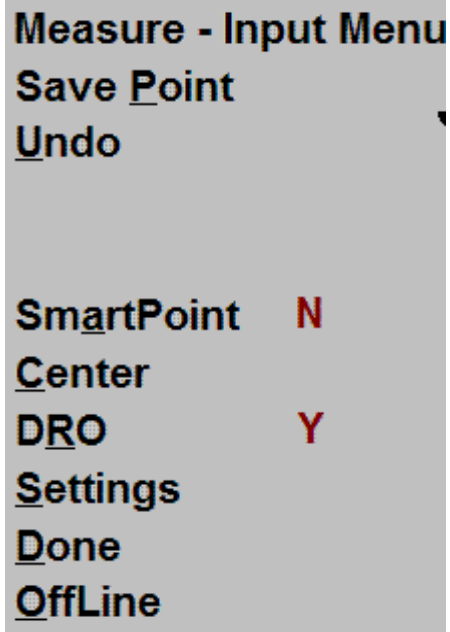 Measure - Input Menu
Save Point
Undo
SmartPoint N
Center
DRO Y
Settings
Done
OffLine